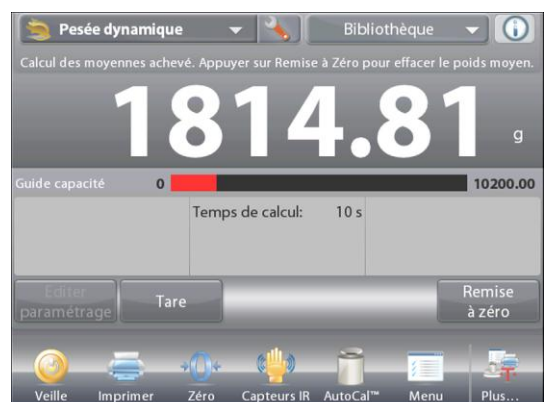 Pesée dynamique
Bibliothèque
Calcul des moyennes achevé. Appuyer sur Remise à Zéro pour effacer le poids moyen.
1814.81 g
Guide capacité 0 10200.00
Temps de calcul: 10 s
Editer
paramétrage
Tare
Remise
à zéro
Veille Imprimer Zéro Capteurs IR AutoCal™ Menu Plus...